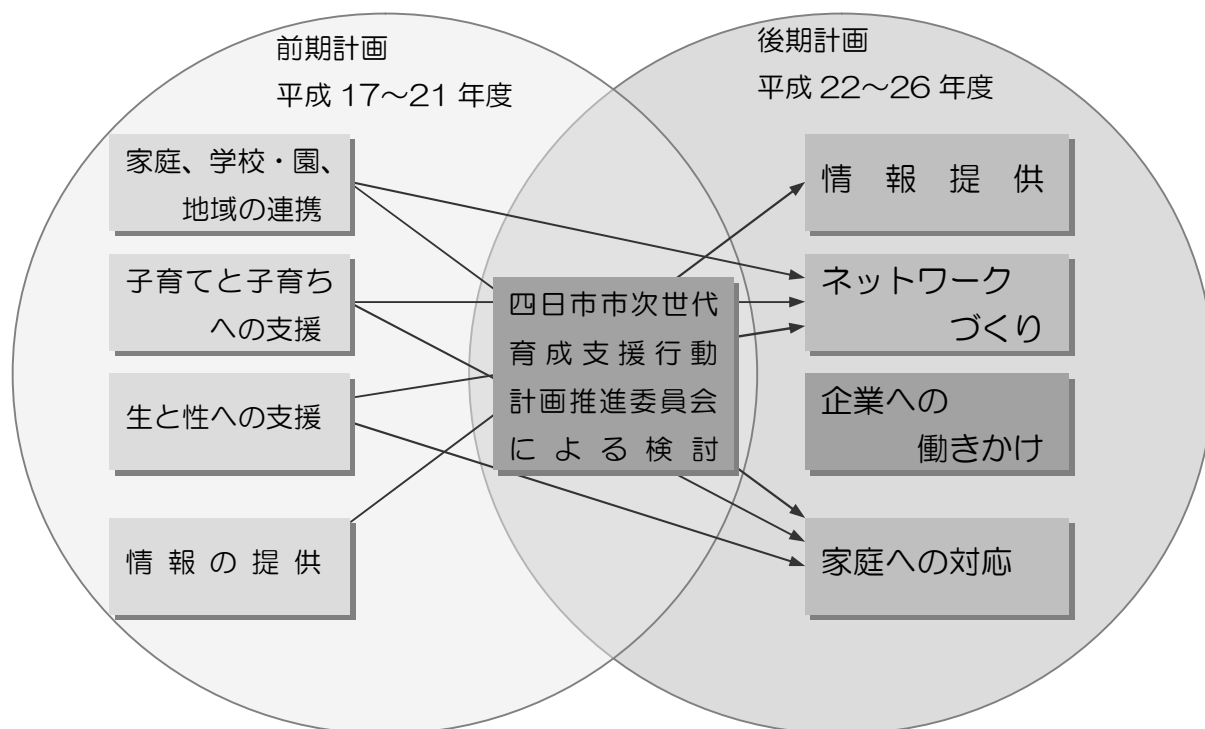 前期計画
平成 17～21 年度
家庭、学校・園、
地域の連携
子育てと子育ち
への支援
生と性への支援
情報の提供
四日市市次世代
育成支援行動
計画推進委員会
による検討
後期計画
平成 22～26 年度
情報提供
ネットワーク
づくり
企業への
働きかけ
家庭への対応